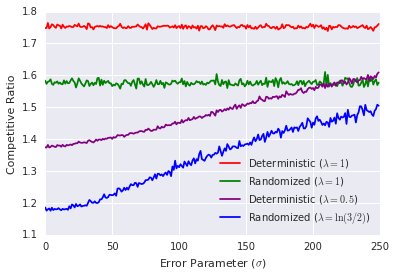 1.8
1.7
1.6
1.5
1.4
1.3
1.2
1.1
Competitive Ratio
Deterministic (λ = 1)
Randomized (λ = 1)
Deterministic (λ = 0.5)
Randomized (λ = ln(3/2))
0 50 100 150 200 250
Error Parameter (σ)